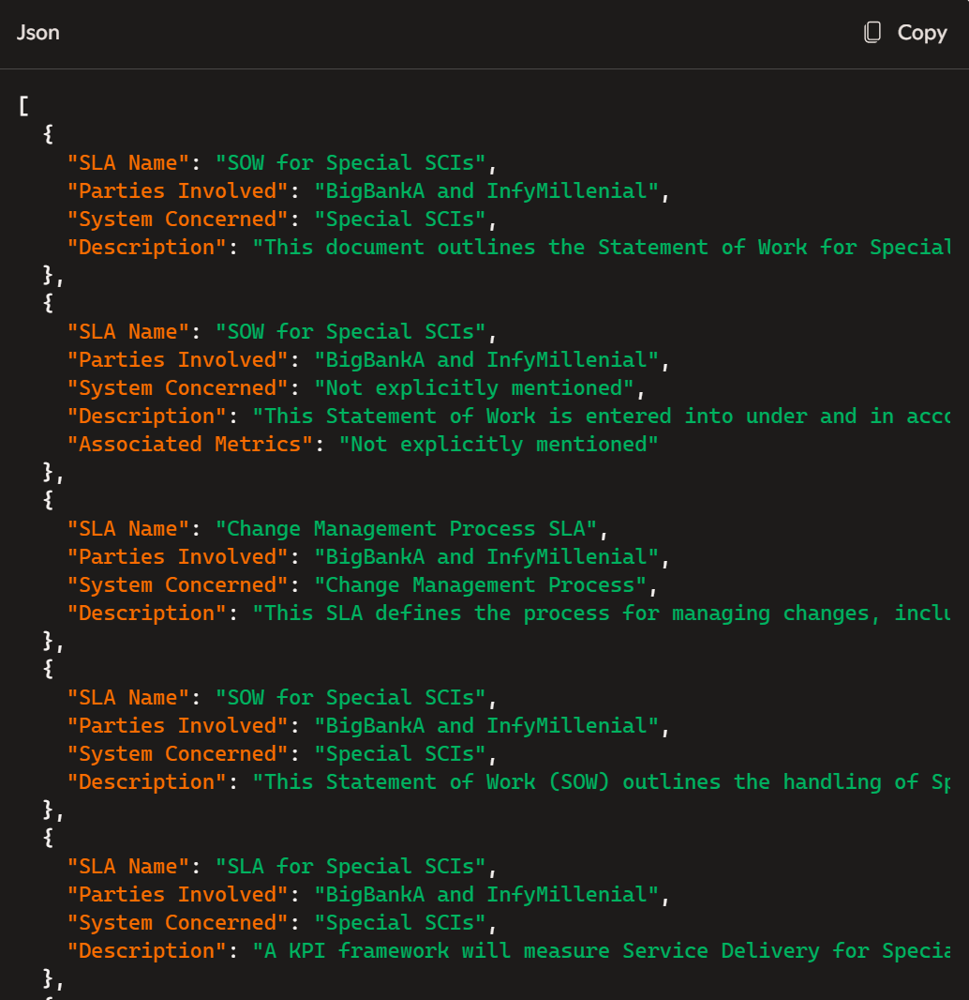 Json
Copy
[
  {
    "SLA Name": "SOW for Special SCIs",
    "Parties Involved": "BigBankA and InfyMillenial",
    "System Concerned": "Special SCIs",
    "Description": "This document outlines the Statement of Work for Special
  },
  {
    "SLA Name": "SOW for Special SCIs",
    "Parties Involved": "BigBankA and InfyMillenial",
    "System Concerned": "Not explicitly mentioned",
    "Description": "This Statement of Work is entered into under and in acco
    "Associated Metrics": "Not explicitly mentioned"
  },
  {
    "SLA Name": "Change Management Process SLA",
    "Parties Involved": "BigBankA and InfyMillenial",
    "System Concerned": "Change Management Process",
    "Description": "This SLA defines the process for managing changes, inclu
  },
  {
    "SLA Name": "SOW for Special SCIs",
    "Parties Involved": "BigBankA and InfyMillenial",
    "System Concerned": "Special SCIs",
    "Description": "This Statement of Work (SOW) outlines the handling of Sp
  },
  {
    "SLA Name": "SLA for Special SCIs",
    "Parties Involved": "BigBankA and InfyMillenial",
    "System Concerned": "Special SCIs",
    "Description": "A KPI framework will measure Service Delivery for Specia
  },